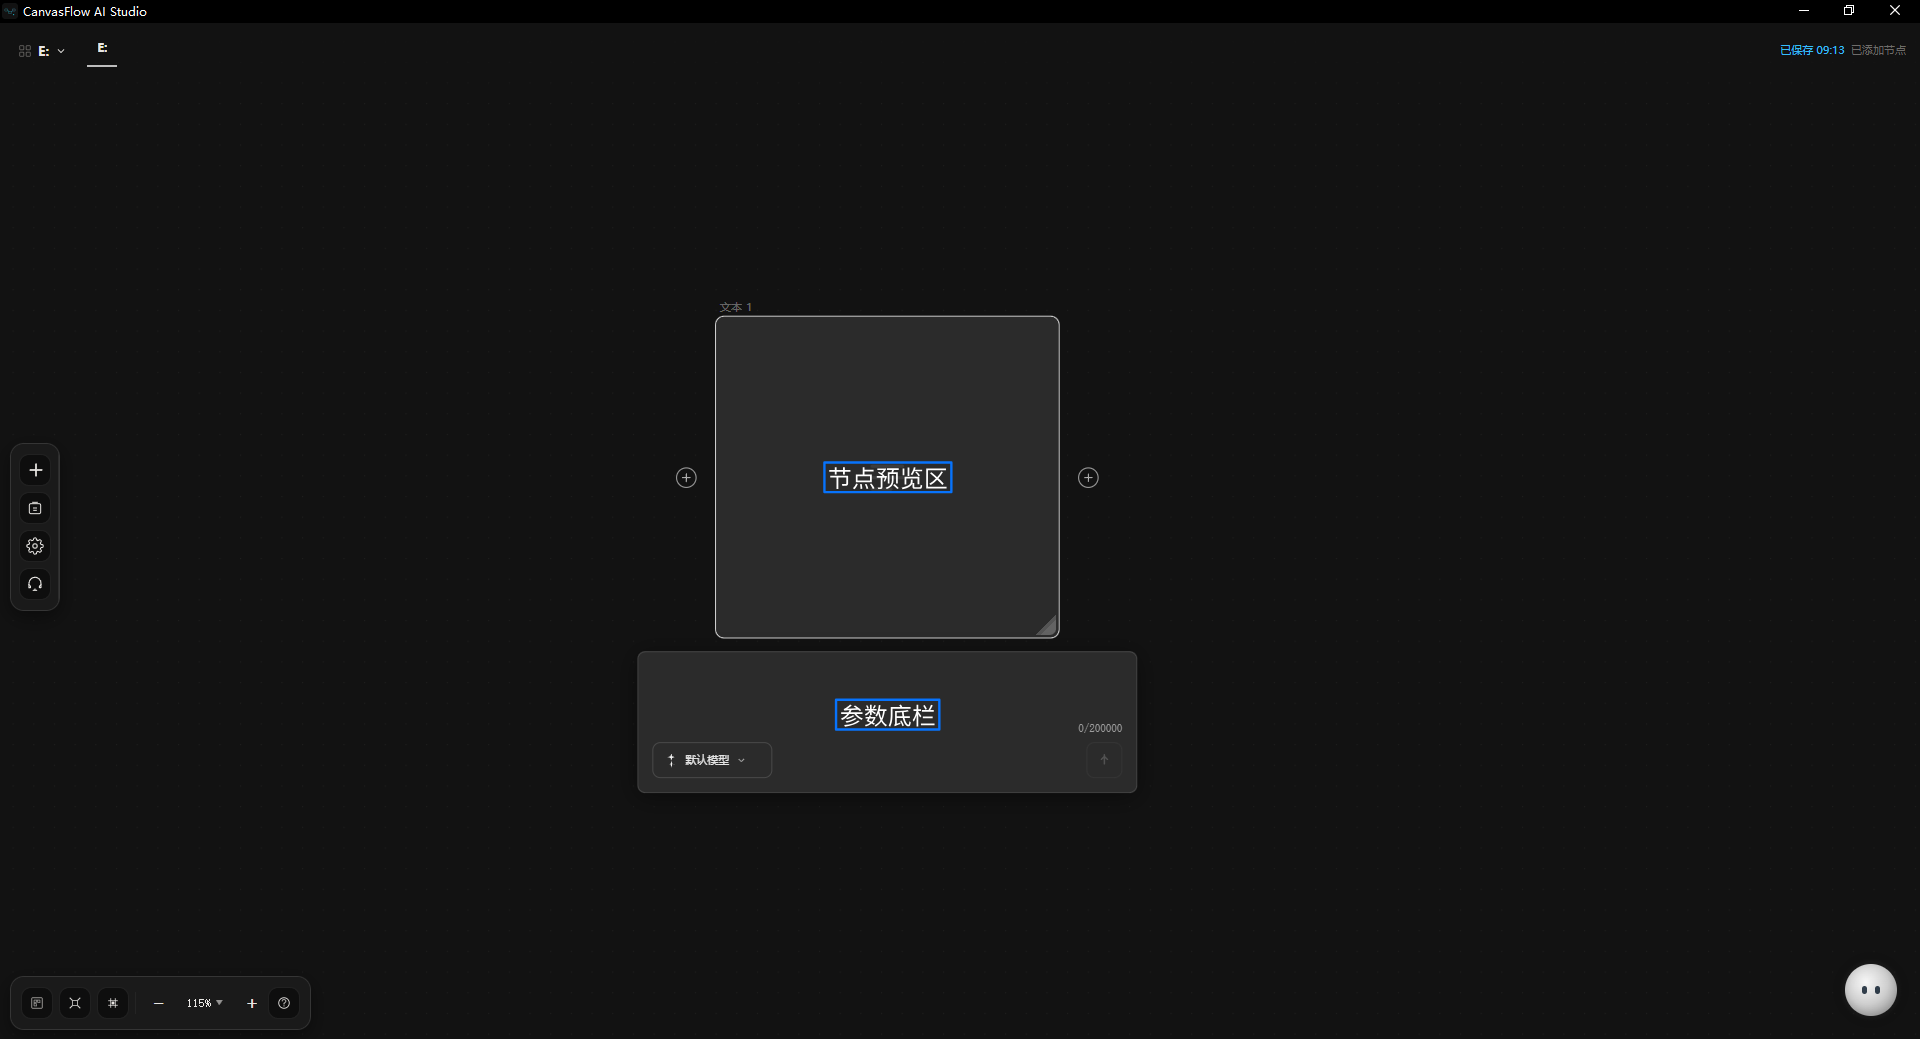 CanvasFlow AI Studio
E:
E:
已保存 09:13 已添加节点
文本 1
节点预览区
参数底栏
0/200000
默认模型
115%